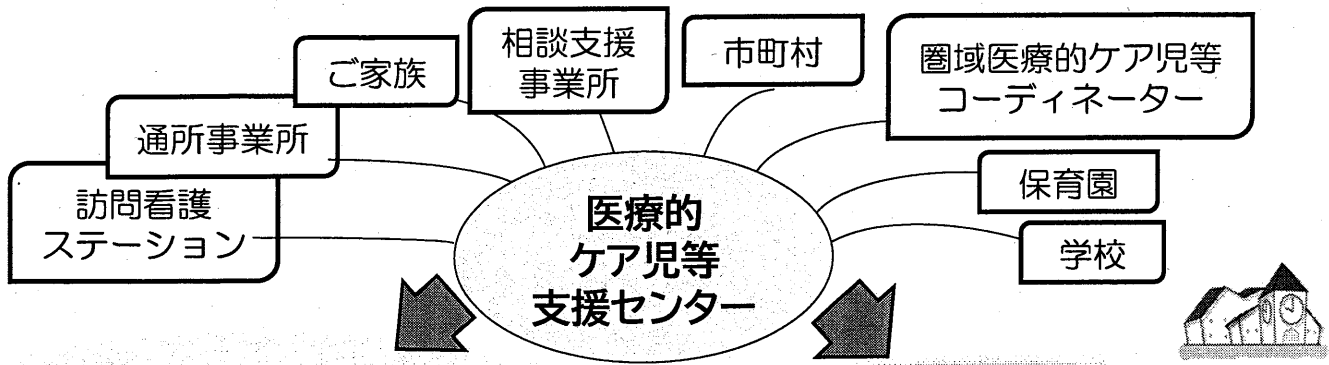 訪問看護
ステーション
通所事業所
ご家族
相談支援
事業所
市町村
圏域医療的ケア児等
コーディネーター
保育園
学校
医療的
ケア児等
支援センター